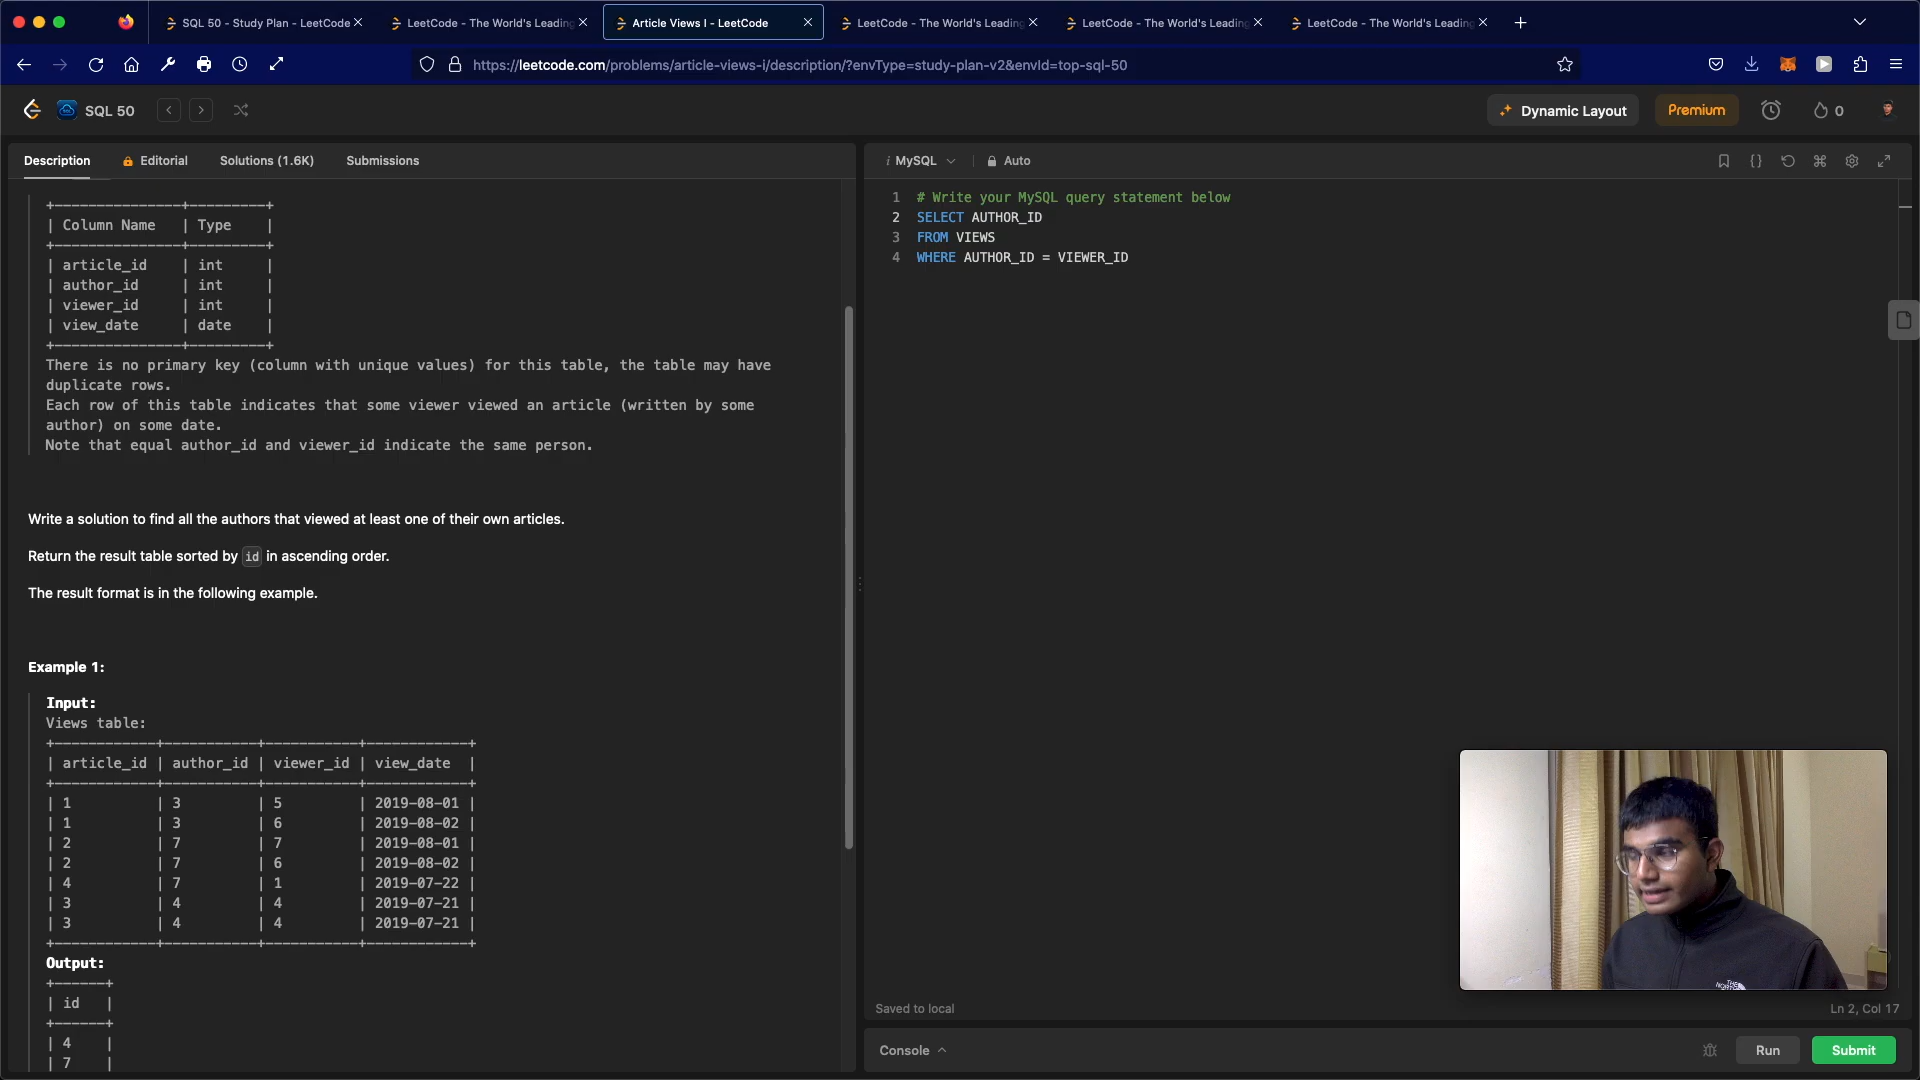 SQL 50 - Study Plan - LeetCode
LeetCode - The World's Leading
Article Views I - LeetCode
LeetCode - The World's Leading
LeetCode - The World's Leading
LeetCode - The World's Leading
https://leetcode.com/problems/article-views-i/description/?envType=study-plan-v2&envId=top-sql-50
SQL 50
Dynamic Layout
Premium
0
Description
Editorial
Solutions (1.6K)
Submissions
+---------------+---------+
| Column Name   | Type    |
+---------------+---------+
| article_id    | int     |
| author_id     | int     |
| viewer_id     | int     |
| view_date     | date    |
+---------------+---------+
There is no primary key (column with unique values) for this table, the table may have
duplicate rows.
Each row of this table indicates that some viewer viewed an article (written by some
author) on some date.
Note that equal author_id and viewer_id indicate the same person.
Write a solution to find all the authors that viewed at least one of their own articles.
Return the result table sorted by id in ascending order.
The result format is in the following example.
Example 1:
Input:
Views table:
+------------+-----------+-----------+------------+
| article_id | author_id | viewer_id | view_date  |
+------------+-----------+-----------+------------+
| 1          | 3         | 5         | 2019-08-01 |
| 1          | 3         | 6         | 2019-08-02 |
| 2          | 7         | 7         | 2019-08-01 |
| 2          | 7         | 6         | 2019-08-02 |
| 4          | 7         | 1         | 2019-07-22 |
| 3          | 4         | 4         | 2019-07-21 |
| 3          | 4         | 4         | 2019-07-21 |
+------------+-----------+-----------+------------+
Output:
+------+
| id   |
+------+
| 4    |
| 7    |
i MySQL
Auto
1 # Write your MySQL query statement below
2 SELECT AUTHOR_ID
3 FROM VIEWS
4 WHERE AUTHOR_ID = VIEWER_ID
THE
NORTH
Saved to local
Ln 2, Col 17
Console
Run
Submit